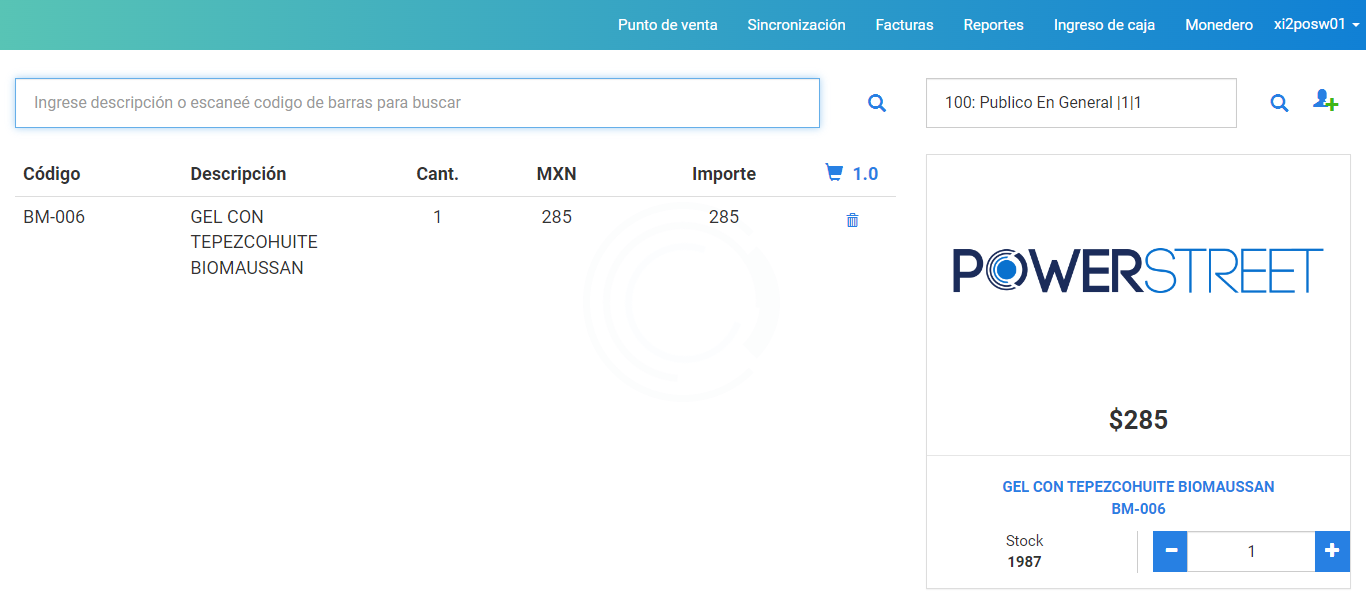 Punto de venta Sincronización Facturas Reportes Ingreso de caja Monedero xi2posw01
Ingrese descripción o escaneé codigo de barras para buscar
100: Publico En General |1|1
Código Descripción Cant. MXN Importe 1.0
BM-006 GEL CON 1 285 285
TEPEZCOHUITE
BIOMAUSSAN
POWERSTREET
$285
GEL CON TEPEZCOHUITE BIOMAUSSAN
BM-006
Stock
1987
1